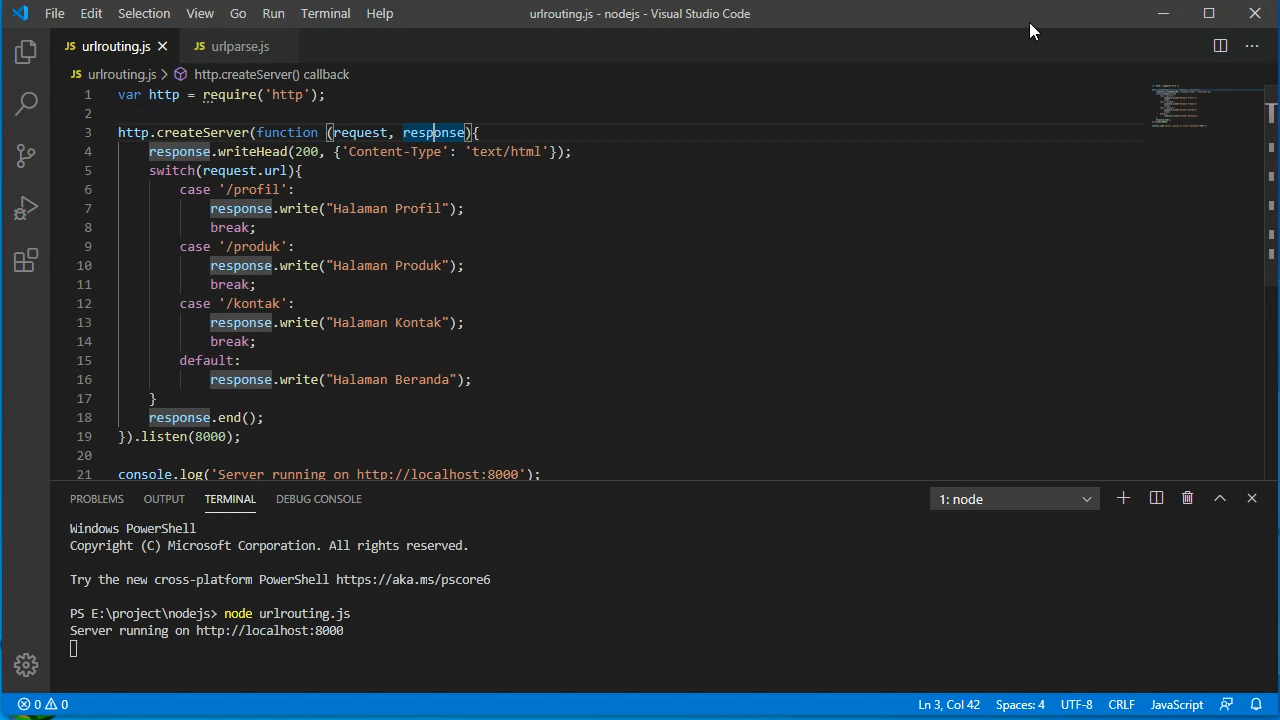 File Edit Selection View Go Run Terminal Help urlrouting.js - nodejs - Visual Studio Code
JS urlrouting.js JS urlparse.js
JS urlrouting.js > http.createServer() callback
1 var http = require('http');
2
3 http.createServer(function (request, response){
4 response.writeHead(200, {'Content-Type': 'text/html'});
5 switch(request.url){
6 case '/profil':
7 response.write("Halaman Profil");
8 break;
9 case '/produk':
10 response.write("Halaman Produk");
11 break;
12 case '/kontak':
13 response.write("Halaman Kontak");
14 break;
15 default:
16 response.write("Halaman Beranda");
17 }
18 response.end();
19 }).listen(8000);
20
21 console.log('Server running on http://localhost:8000');
PROBLEMS OUTPUT TERMINAL DEBUG CONSOLE 1: node
Windows PowerShell
Copyright (C) Microsoft Corporation. All rights reserved.
Try the new cross-platform PowerShell https://aka.ms/pscore6
PS E:\project\nodejs> node urlrouting.js
Server running on http://localhost:8000
0 0 Ln 3, Col 42 Spaces: 4 UTF-8 CRLF JavaScript